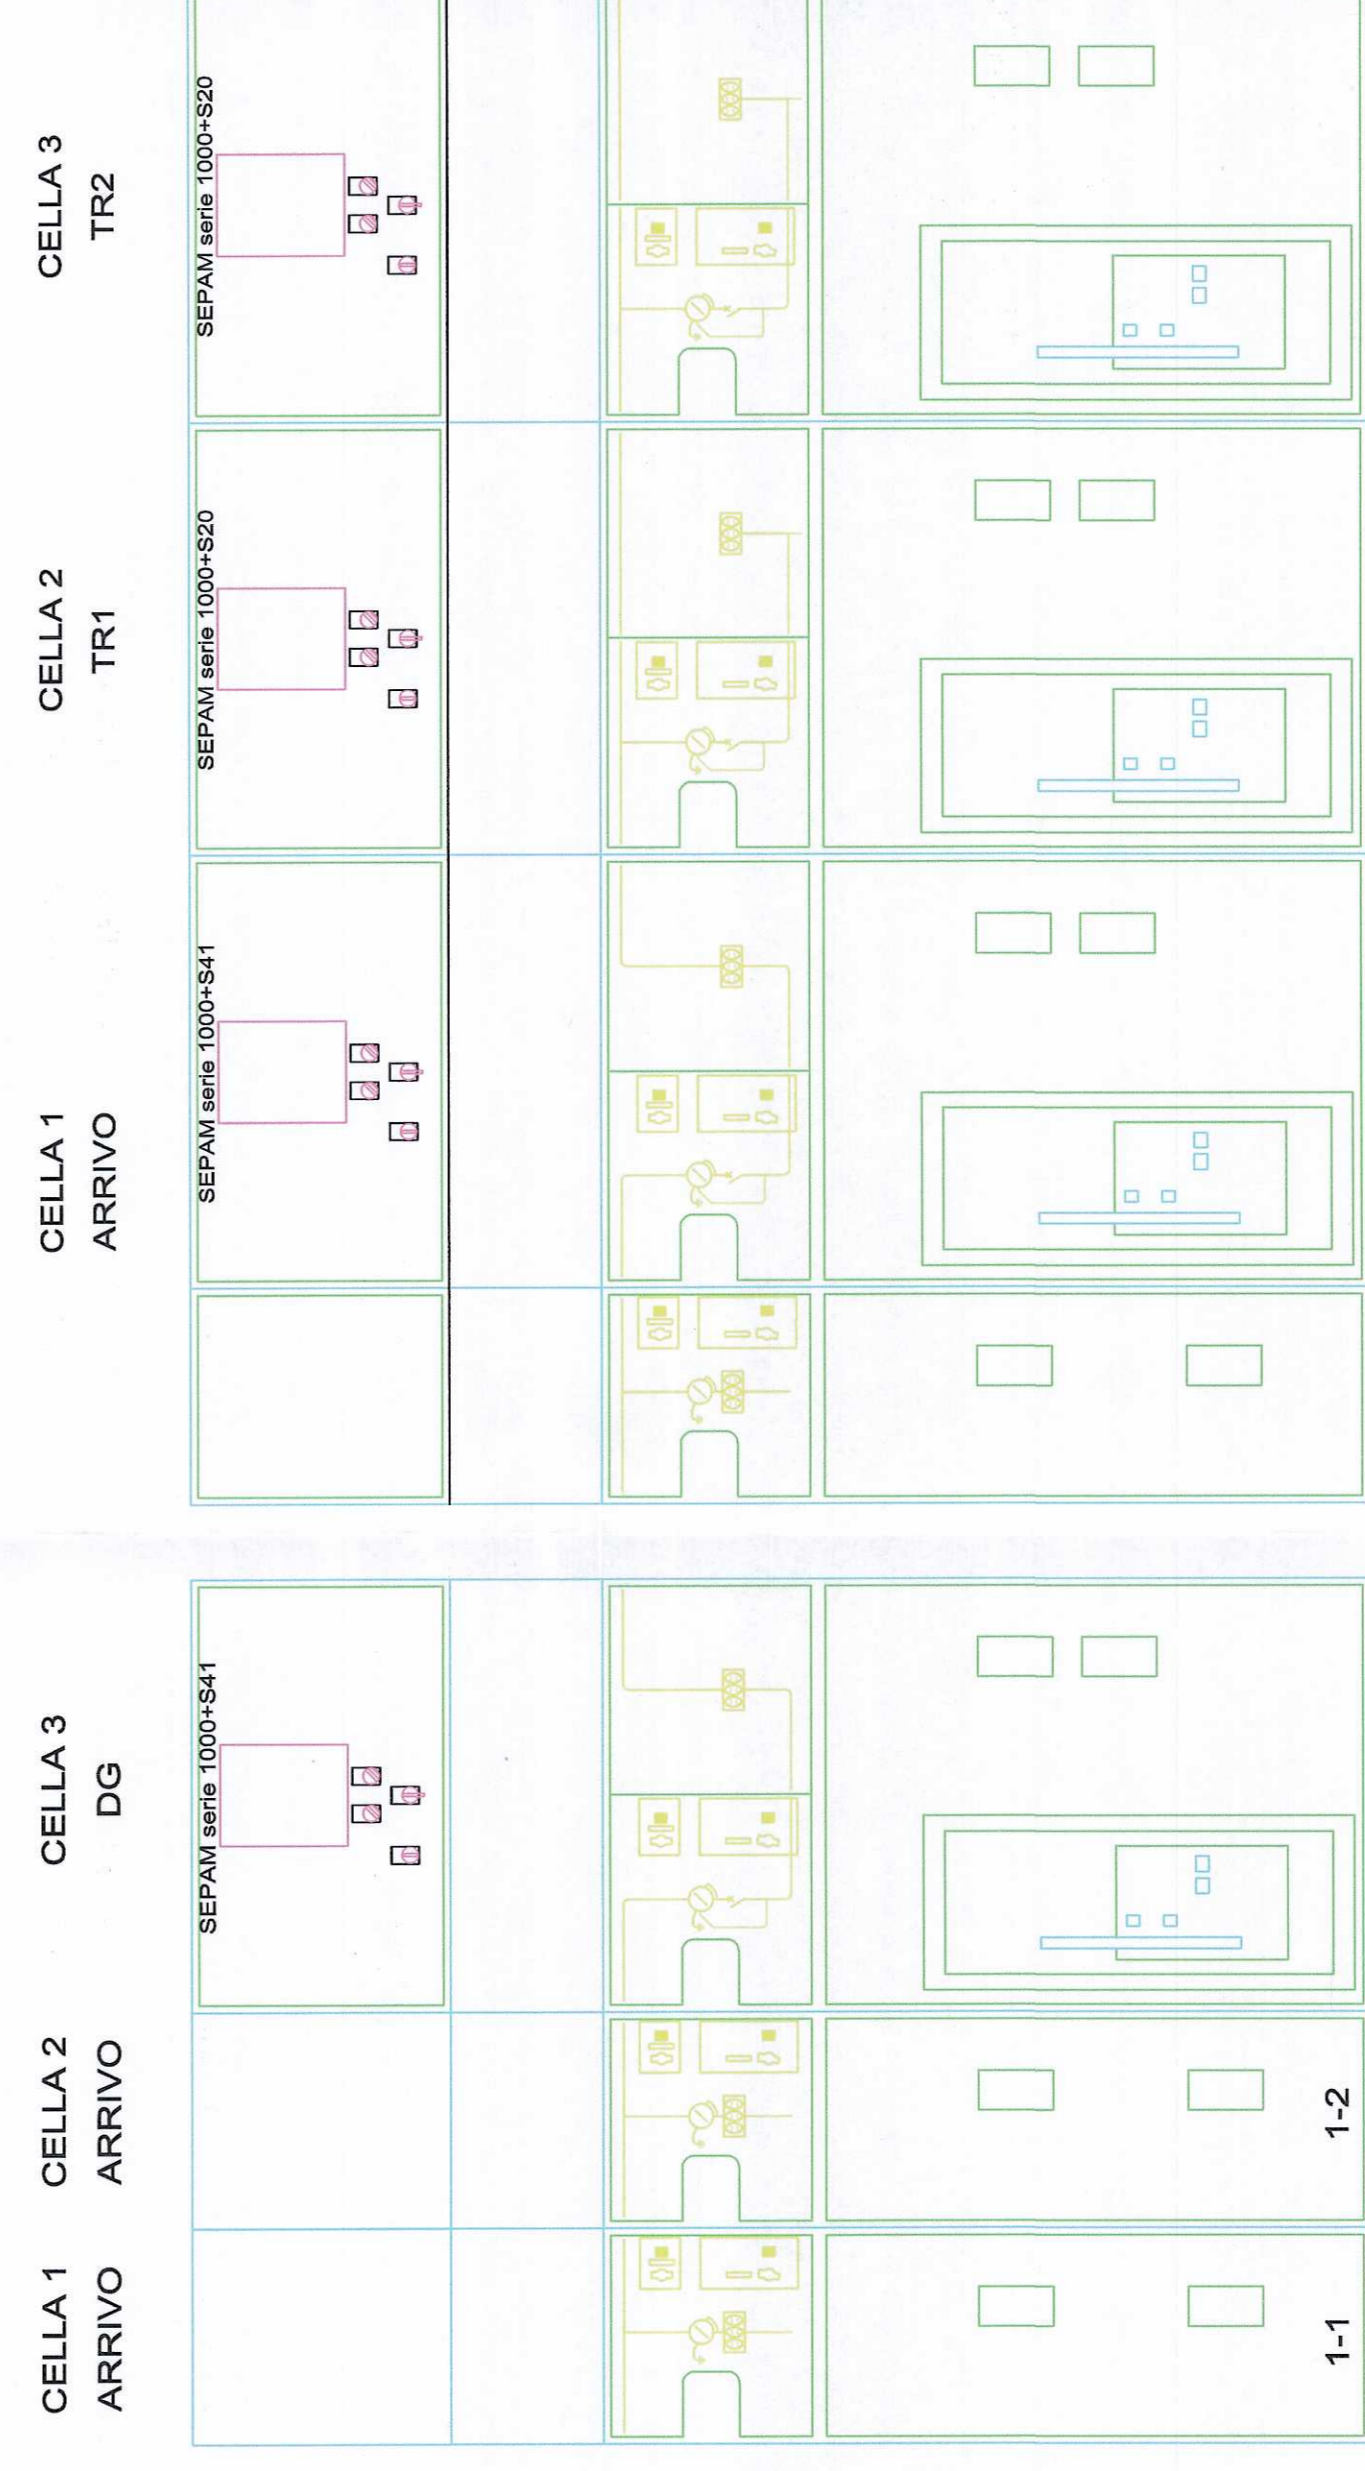 CELLA 1
ARRIVO
CELLA 2
ARRIVO
CELLA 3
DG
SEPAM serie 1000+S41
1-1
1-2
CELLA 1
ARRIVO
SEPAM serie 1000+S41
CELLA 2
TR1
SEPAM serie 1000+S20
CELLA 3
TR2
SEPAM serie 1000+S20